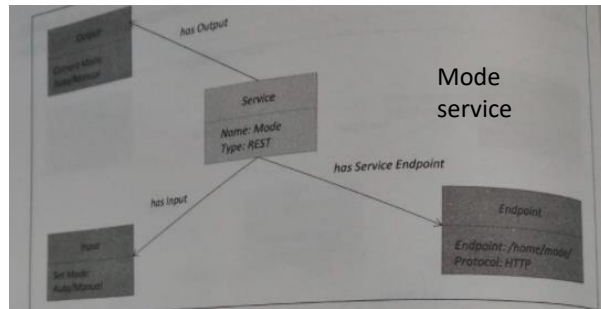 Output
Current Mode:
Auto/Manual
has Output
Service
Name: Mode
Type: REST
Mode
service
has Service Endpoint
has Input
Input
Set Mode:
Auto/Manual
Endpoint
Endpoint: /home/mode/
Protocol: HTTP